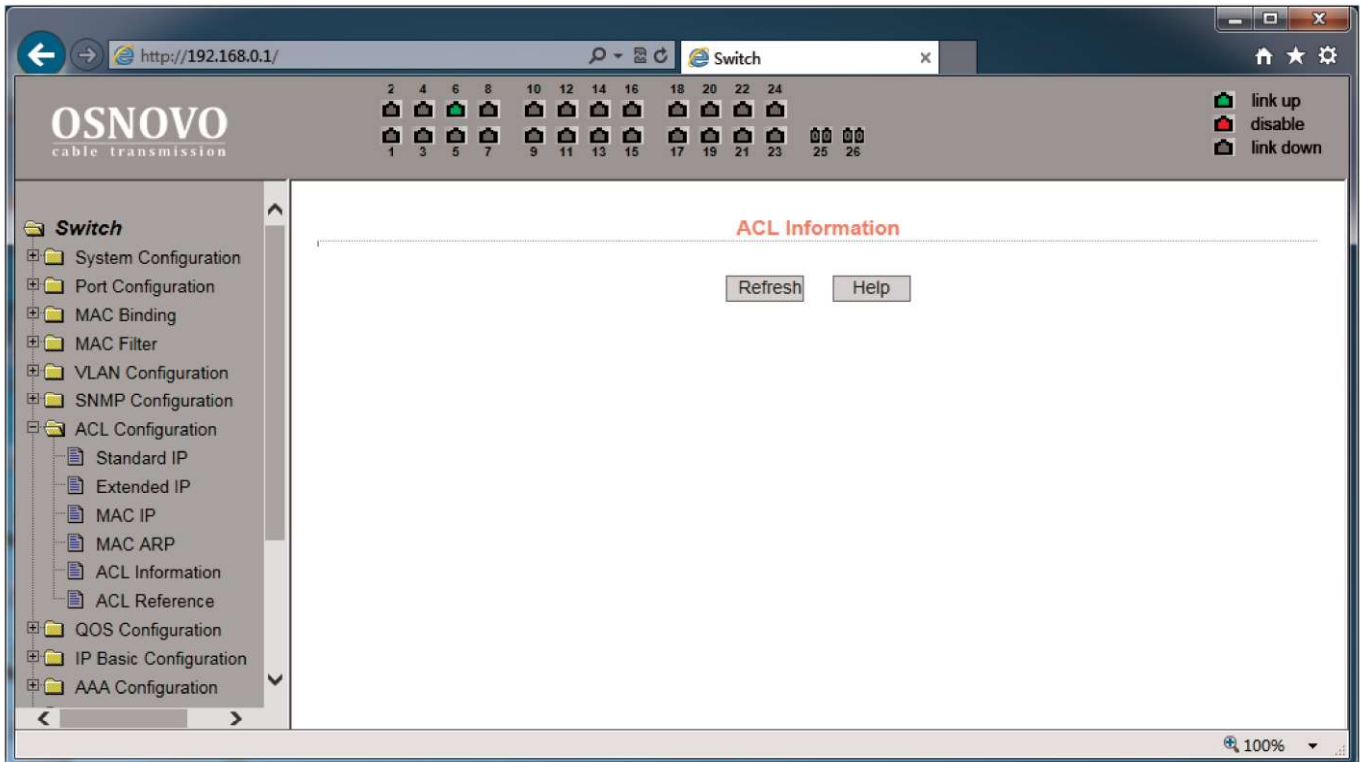 http://192.168.0.1/
Switch
OSNOVO
cable transmission
2 4 6 8 10 12 14 16 18 20 22 24
1 3 5 7 9 11 13 15 17 19 21 23 25 26
link up
disable
link down
Switch
System Configuration
Port Configuration
MAC Binding
MAC Filter
VLAN Configuration
SNMP Configuration
ACL Configuration
Standard IP
Extended IP
MAC IP
MAC ARP
ACL Information
ACL Reference
QOS Configuration
IP Basic Configuration
AAA Configuration
ACL Information
Refresh Help
100%